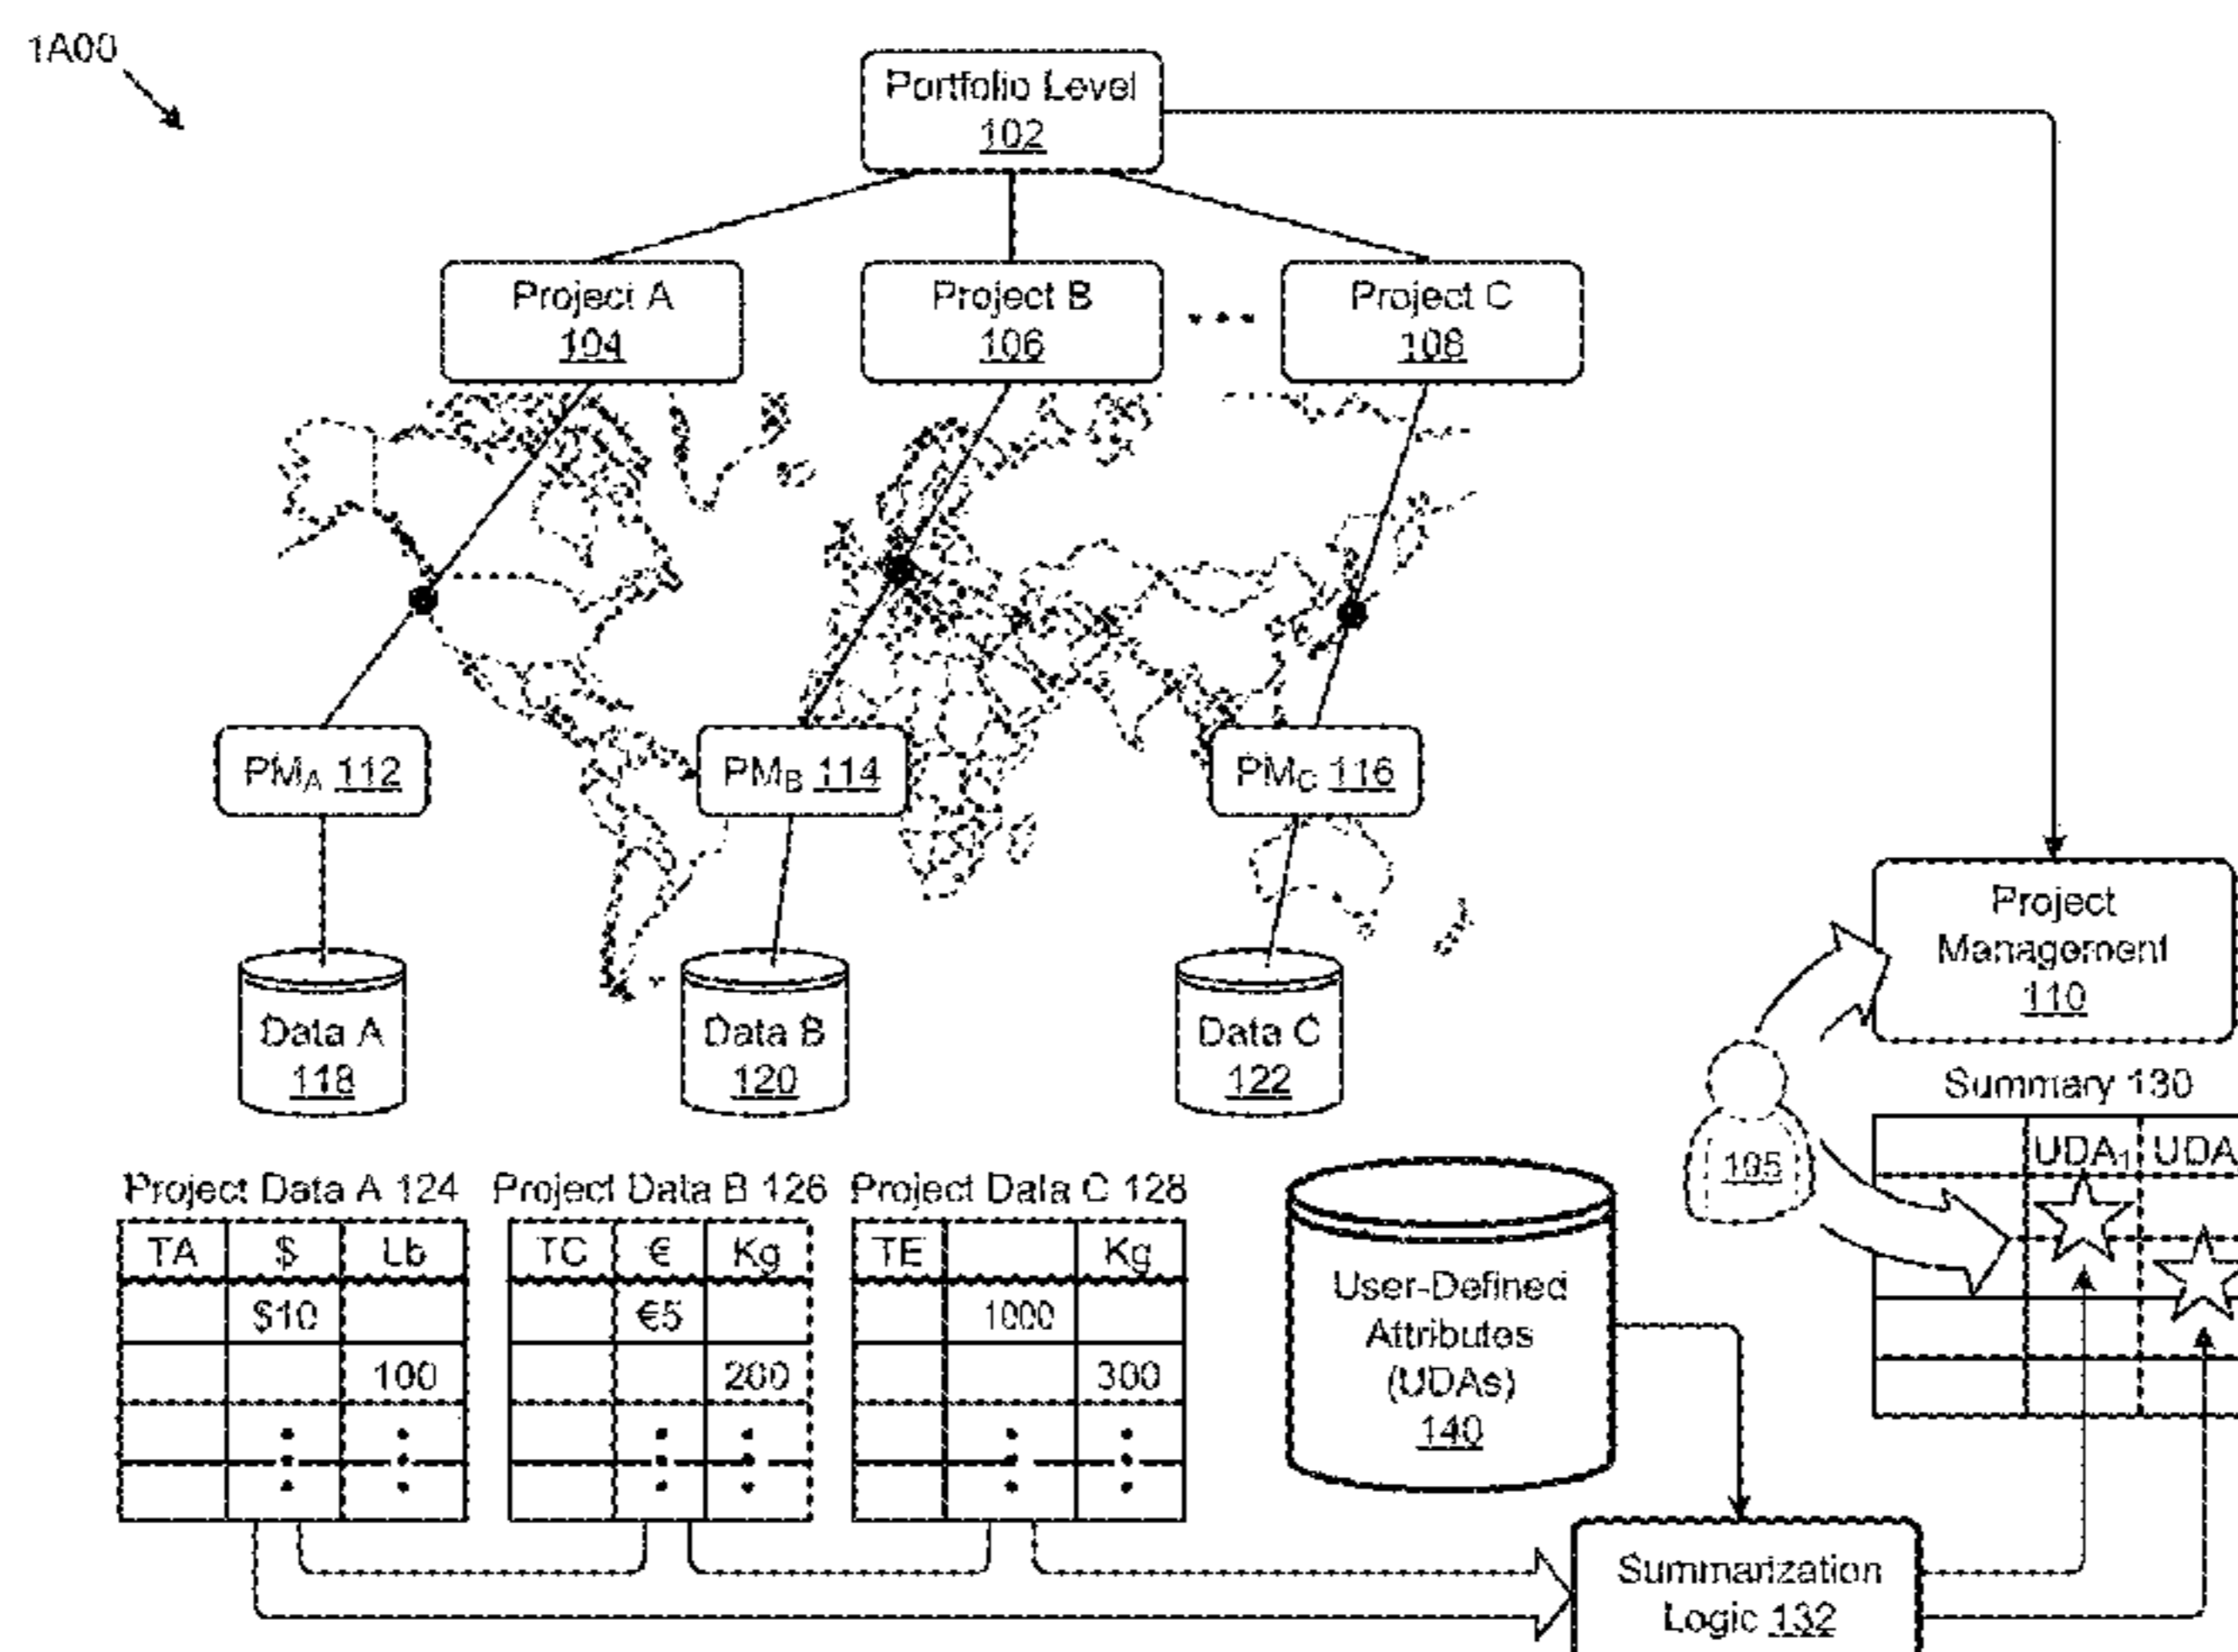 1A00
Portfolio Level
102
Project A
104
Project B
106
Project C
108
PMA 112
PMB 114
PMC 116
Project
Management
110
Data A
118
Data B
120
Data C
122
105
Summary 130
UDA1 UDA
Project Data A 124
TA $ Lb
$10
100
Project Data B 126
TC € Kg
€5
200
Project Data C 128
TE Kg
1000
300
User-Defined
Attributes
(UDAs)
140
Summarization
Logic 132